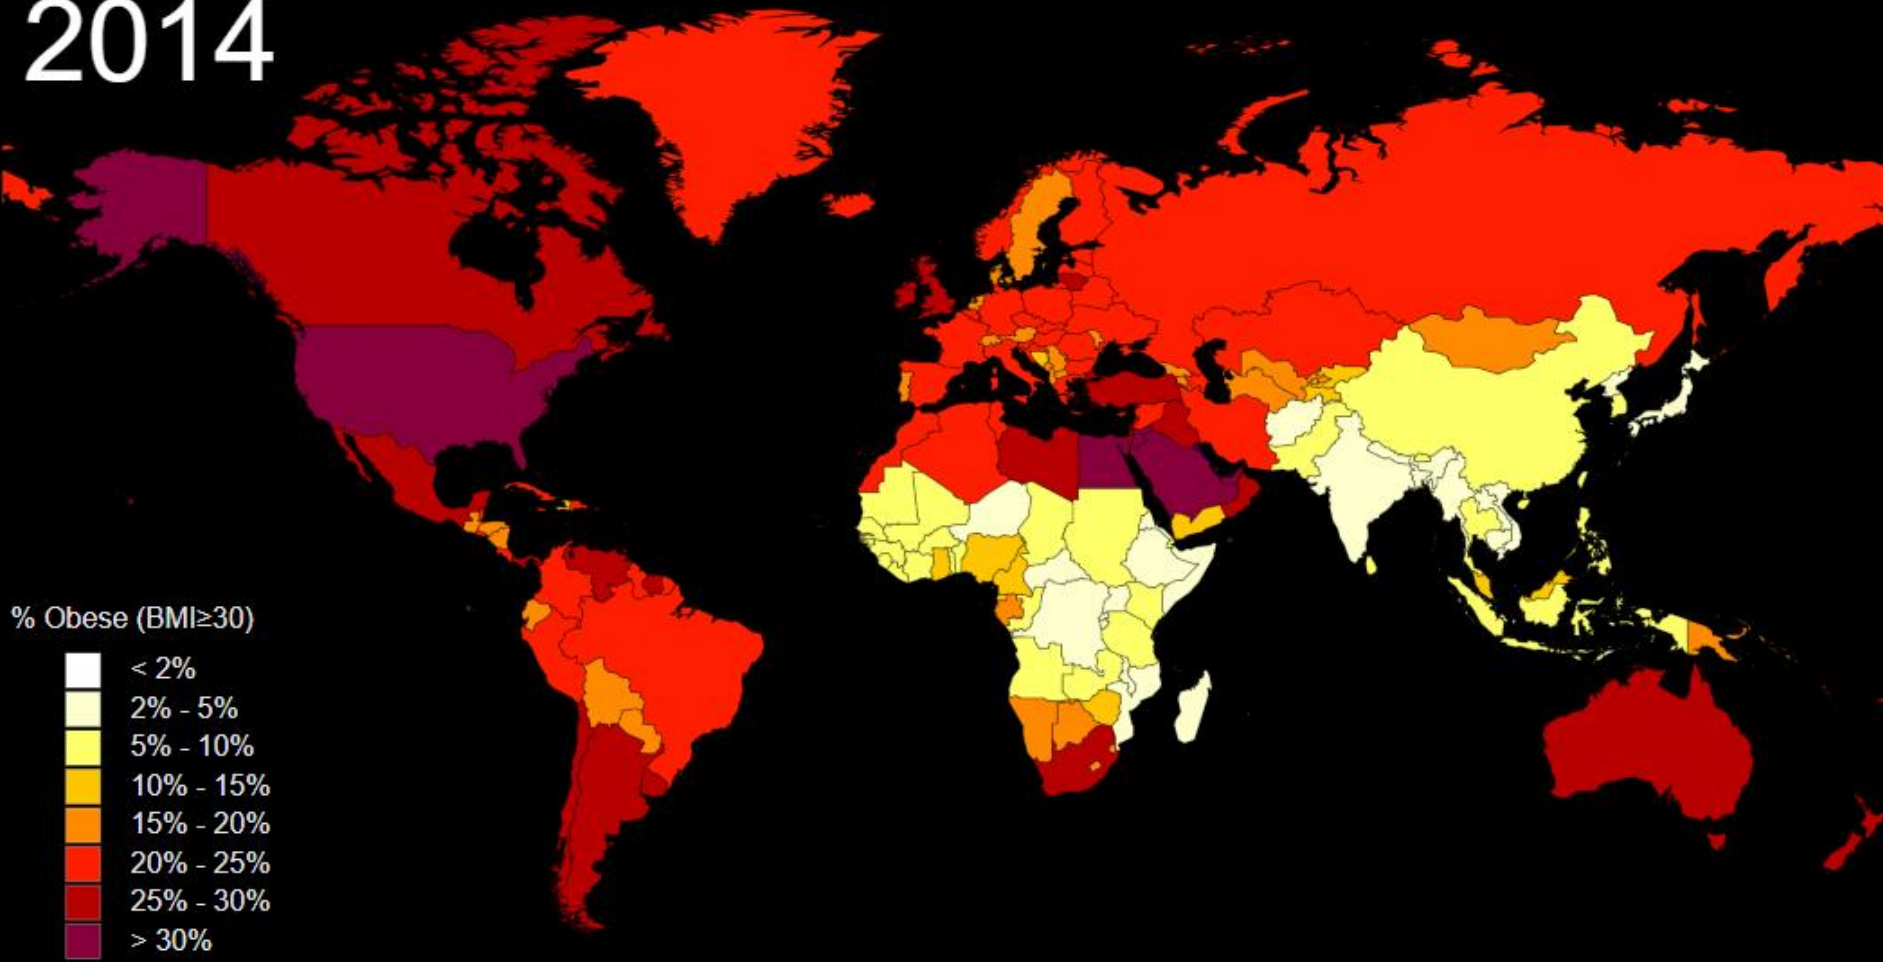 2014
% Obese (BMI≥30)
< 2%
2% - 5%
5% - 10%
10% - 15%
15% - 20%
20% - 25%
25% - 30%
> 30%